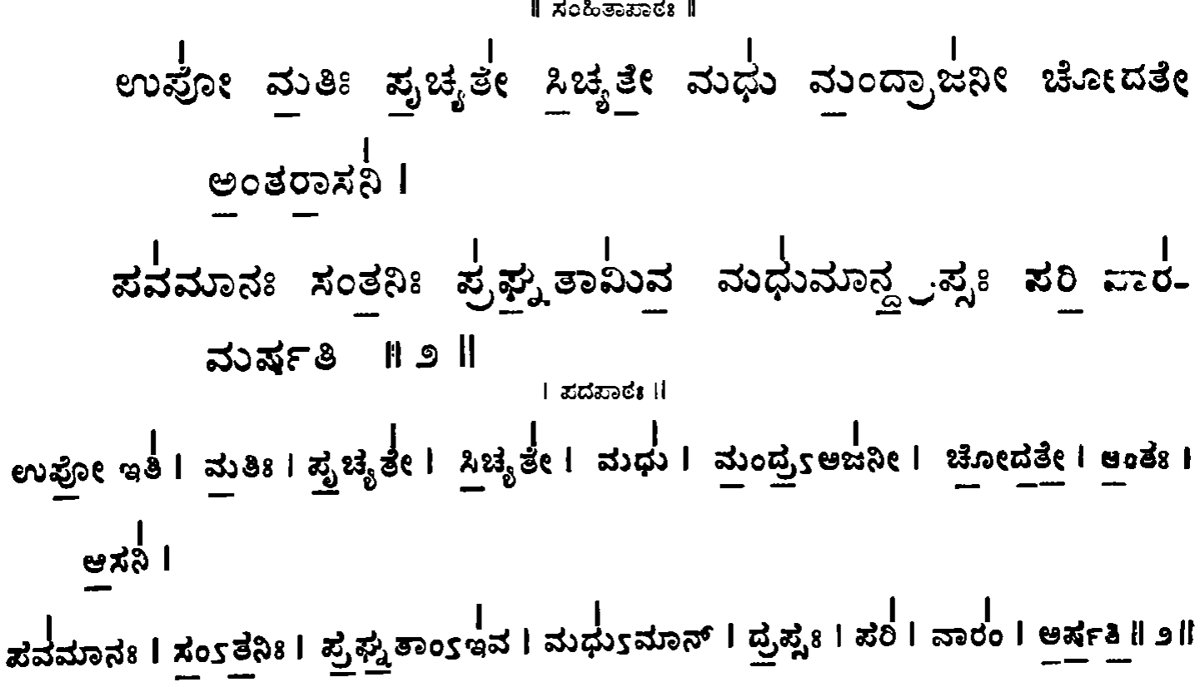 ॥ ಸಂಹಿತಾಪಾಠಃ ॥
ಉಪೋ॑ ಮ॒ತಿಃ ಪೃ॒ಚ್ಯತೇ॑ ಸಿ॒ಚ್ಯತೇ॒ ಮಧು॑ ಮಂ॒ದ್ರಾಜ॑ನೀ ಚೋದತೇ
ಅಂ॒ತರಾ॒ಸನಿ॑ ।
ಪವ॑ಮಾನಃ ಸಂತ॒ನಿಃ ಪ್ರ॑ಘ್ನ॒ತಾಮಿ॑ವ॒ ಮಧು॑ಮಾನ್ದ್ರ॒ಪ್ಸಃ ಪರಿ॒ ವಾರ॑-
ಮರ್ಷತಿ ॥ ೨ ॥
। ಪದಪಾಠಃ ॥
ಉಪೋ॒ ಇತಿ॑ । ಮ॒ತಿಃ । ಪೃ॒ಚ್ಯತೇ॑ । ಸಿ॒ಚ್ಯತೇ॑ । ಮಧು॑ । ಮಂ॒ದ್ರ॒ಽಅಜ॑ನೀ । ಚೋ॒ದ॒ತೇ॒ । ಅಂ॒ತಃ ।
ಆ॒ಸನಿ॑ ।
ಪವ॑ಮಾನಃ । ಸಂ॒ಽತ॒ನಿಃ । ಪ್ರ॒ಘ್ನ॒ತಾಂಽಇ॑ವ । ಮಧು॑ಽಮಾನ್ । ದ್ರ॒ಪ್ಸಃ । ಪರಿ॑ । ವಾರಂ॑ । ಅ॒ರ್ಷ॒ತಿ॒ ॥ ೨ ॥